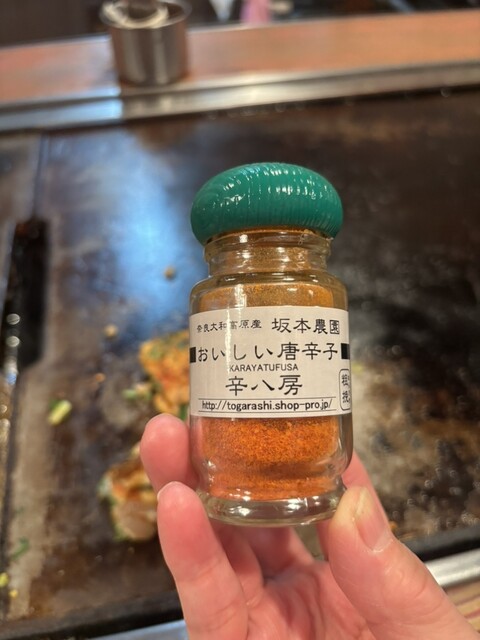 奈良大和高原産 坂本農園
おいしい唐辛子
KARAYATUFUSA
辛八房
http://togarashi.shop-pro.jp/
粗挽